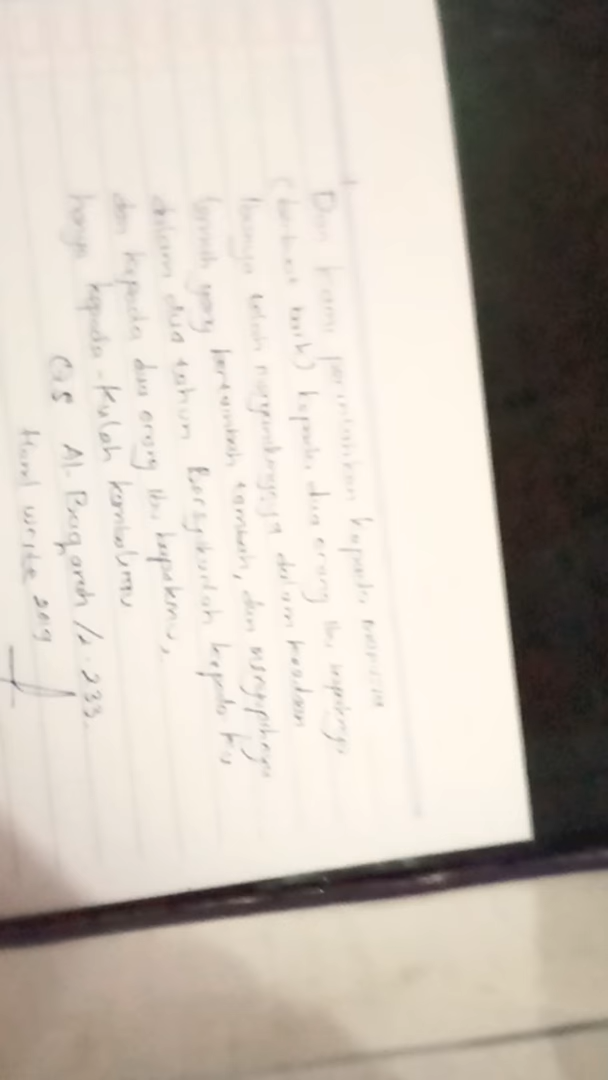 Dan kami perintahkan kepada manusia
(berbuat baik) kepada dua orang ibu bapaknya
ibunya telah mengandungnya dalam keadaan
lemah yang bertambah tambah, dan menyapihnya
dalam dua tahun Bersyukurlah kepada ku,
dan kepada dua orang ibu bapakmu,
hanya kepada-kulah kembalimu
QS Al-Baqarah /2.233.
Hand write